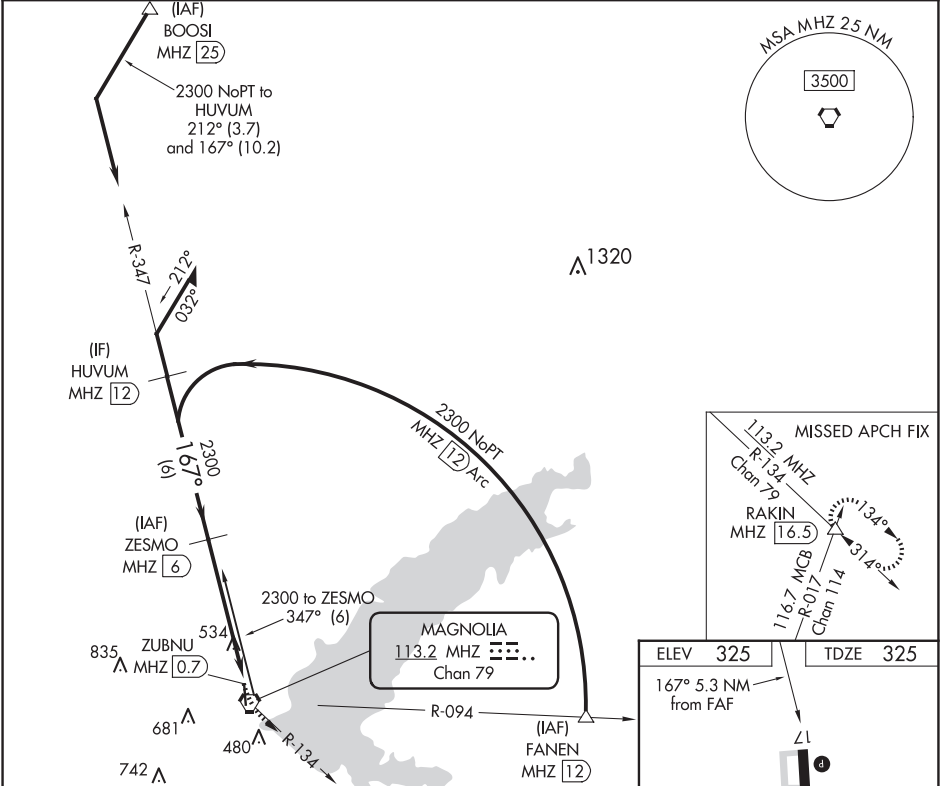 (IAF)
BOOSI
MHZ 25
2300 NoPT to
HUVUM
212° (3.7)
and 167° (10.2)
MSA MHZ 25 NM
3500
R-347
212°
032°
1320
(IF)
HUVUM
MHZ 12
2300 NoPT
MHZ 12 Arc
2300
167°
(6)
MISSED APCH FIX
113.2 MHZ
R-134
Chan 79
RAKIN
MHZ 16.5
134°
314°
116.7 MCB
R-017
Chan 114
(IAF)
ZESMO
MHZ 6
2300 to ZESMO
347° (6)
534
ZUBNU
MHZ 0.7
835
MAGNOLIA
113.2 MHZ
Chan 79
R-094
(IAF)
FANEN
MHZ 12
681
480
R-134
742
ELEV 325
TDZE 325
167° 5.3 NM
from FAF
17
P